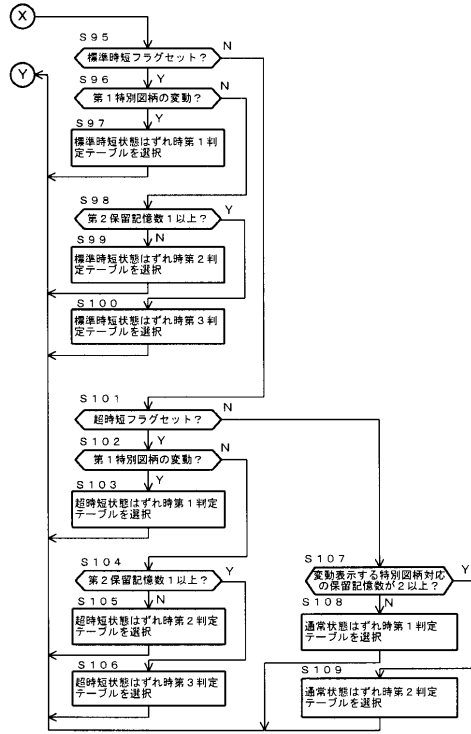 X
S95
標準時短フラグセット？
N
Y
Y
S96
第1特別図柄の変動？
N
Y
S97
標準時短状態はずれ時第1判
定テーブルを選択
S98
第2保留記憶数1以上？
Y
N
S99
標準時短状態はずれ時第2判
定テーブルを選択
S100
標準時短状態はずれ時第3判
定テーブルを選択
S101
超時短フラグセット？
N
Y
S102
第1特別図柄の変動？
N
Y
S103
超時短状態はずれ時第1判定
テーブルを選択
S104
第2保留記憶数1以上？
Y
N
S105
超時短状態はずれ時第2判定
テーブルを選択
S106
超時短状態はずれ時第3判定
テーブルを選択
S107
変動表示する特別図柄対応
の保留記憶数が2以上？
Y
N
S108
通常状態はずれ時第1判定
テーブルを選択
S109
通常状態はずれ時第2判定
テーブルを選択